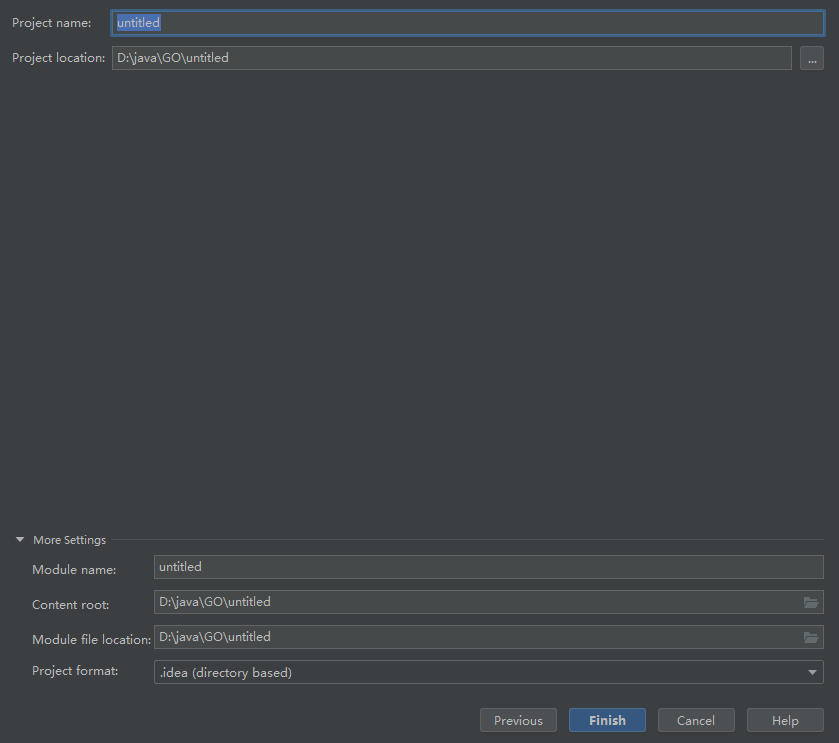 Project name: untitled
Project location: D:\java\GO\untitled ...
More Settings
Module name: untitled
Content root: D:\java\GO\untitled
Module file location: D:\java\GO\untitled
Project format: .idea (directory based)
Previous Finish Cancel Help